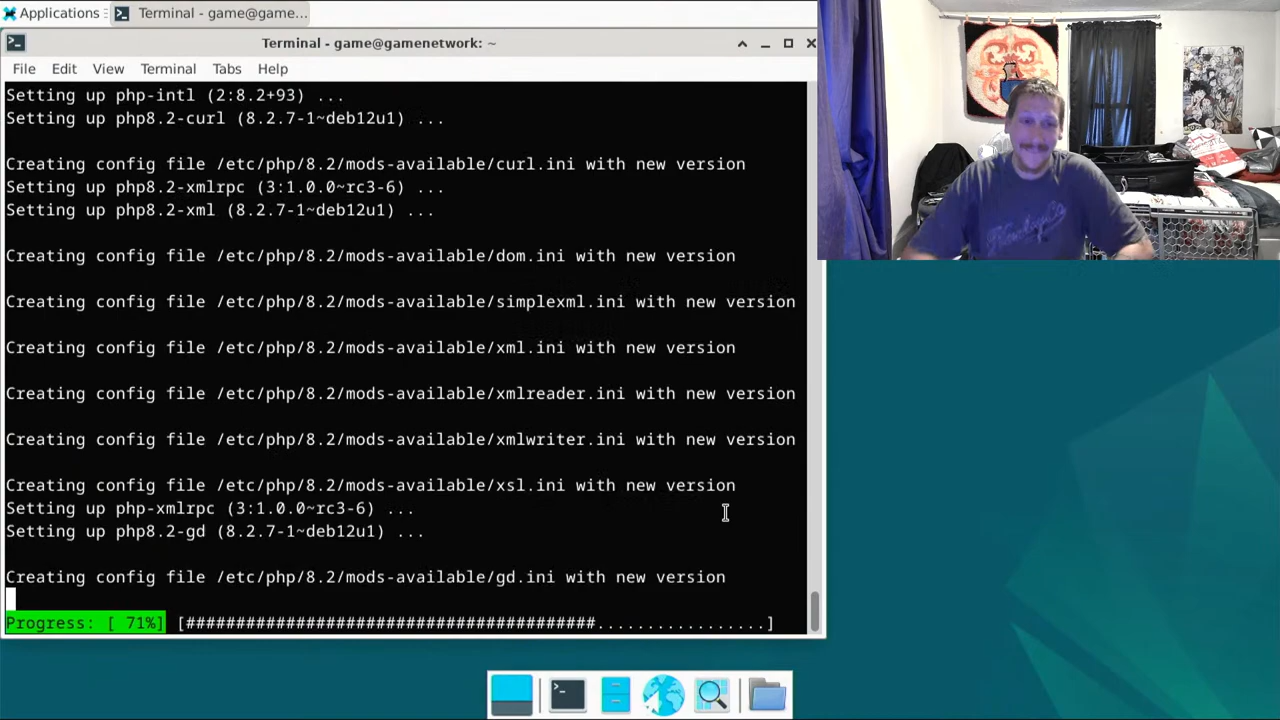 Applications
Terminal - game@game...
Terminal - game@gamenetwork: ~
File Edit View Terminal Tabs Help
Setting up php-intl (2:8.2+93) ...
Setting up php8.2-curl (8.2.7-1~deb12u1) ...
Creating config file /etc/php/8.2/mods-available/curl.ini with new version
Setting up php8.2-xmlrpc (3:1.0.0~rc3-6) ...
Setting up php8.2-xml (8.2.7-1~deb12u1) ...
Creating config file /etc/php/8.2/mods-available/dom.ini with new version
Creating config file /etc/php/8.2/mods-available/simplexml.ini with new version
Creating config file /etc/php/8.2/mods-available/xml.ini with new version
Creating config file /etc/php/8.2/mods-available/xmlreader.ini with new version
Creating config file /etc/php/8.2/mods-available/xmlwriter.ini with new version
Creating config file /etc/php/8.2/mods-available/xsl.ini with new version
Setting up php-xmlrpc (3:1.0.0~rc3-6) ...
Setting up php8.2-gd (8.2.7-1~deb12u1) ...
Creating config file /etc/php/8.2/mods-available/gd.ini with new version
Progress: [ 71%] [#########################################.................]